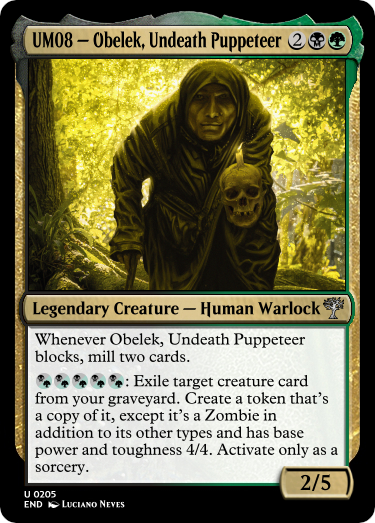 UM08 – Obelek, Undeath Puppeteer 2
Legendary Creature — Human Warlock
Whenever Obelek, Undeath Puppeteer
blocks, mill two cards.
: Exile target creature card
from your graveyard. Create a token that's
a copy of it, except it's a Zombie in
addition to its other types and has base
power and toughness 4/4. Activate only as a
sorcery.
2/5
U 0205
END Luciano Neves